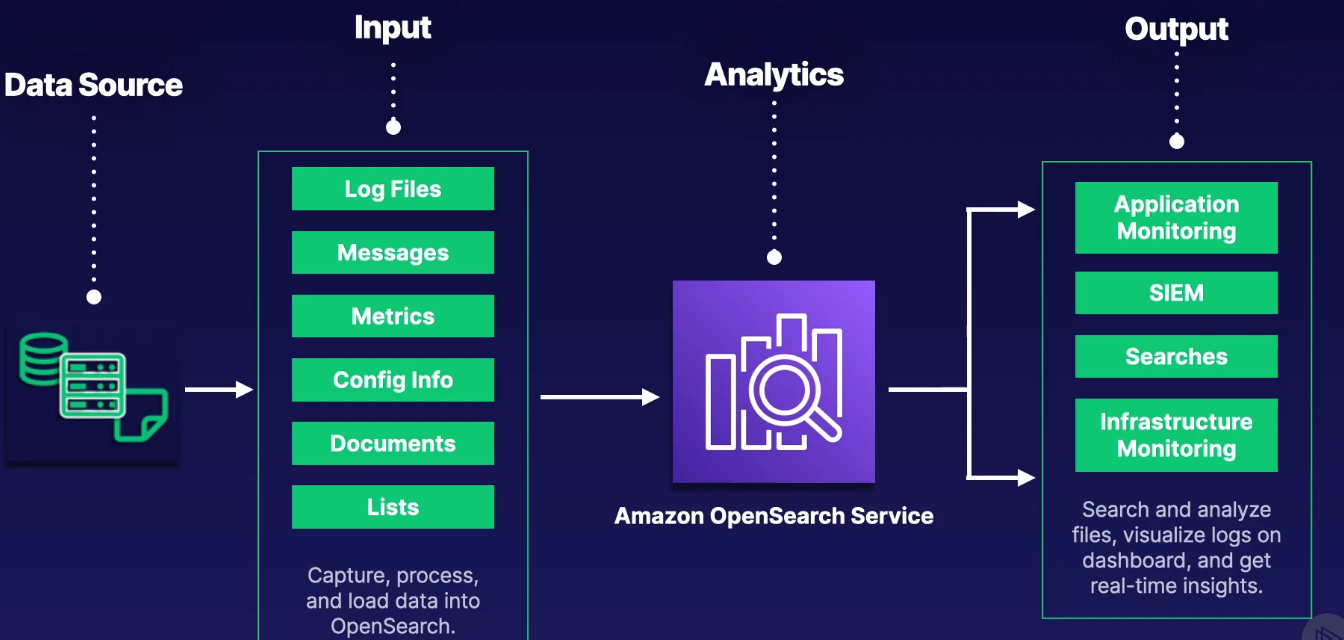 Data Source
Input
Log Files
Messages
Metrics
Config Info
Documents
Lists
Capture, process,
and load data into
OpenSearch.
Analytics
Amazon OpenSearch Service
Output
Application
Monitoring
SIEM
Searches
Infrastructure
Monitoring
Search and analyze
files, visualize logs on
dashboard, and get
real-time insights.